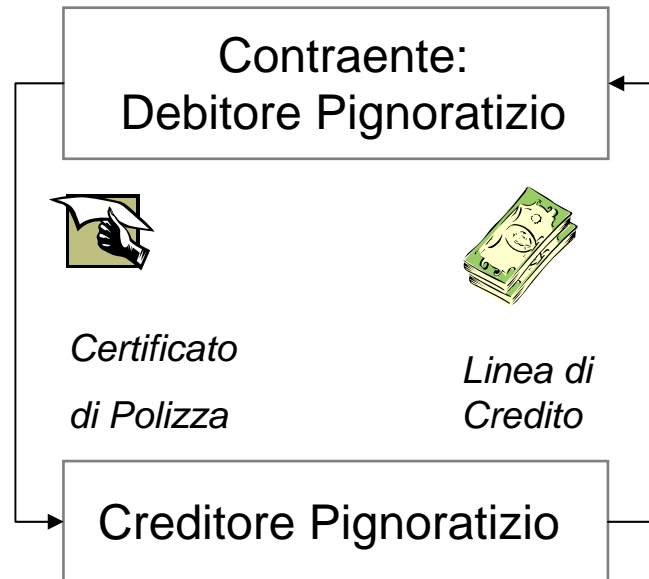 Contraente:
Debitore Pignoratizio
Certificato
di Polizza
Linea di
Credito
Creditore Pignoratizio